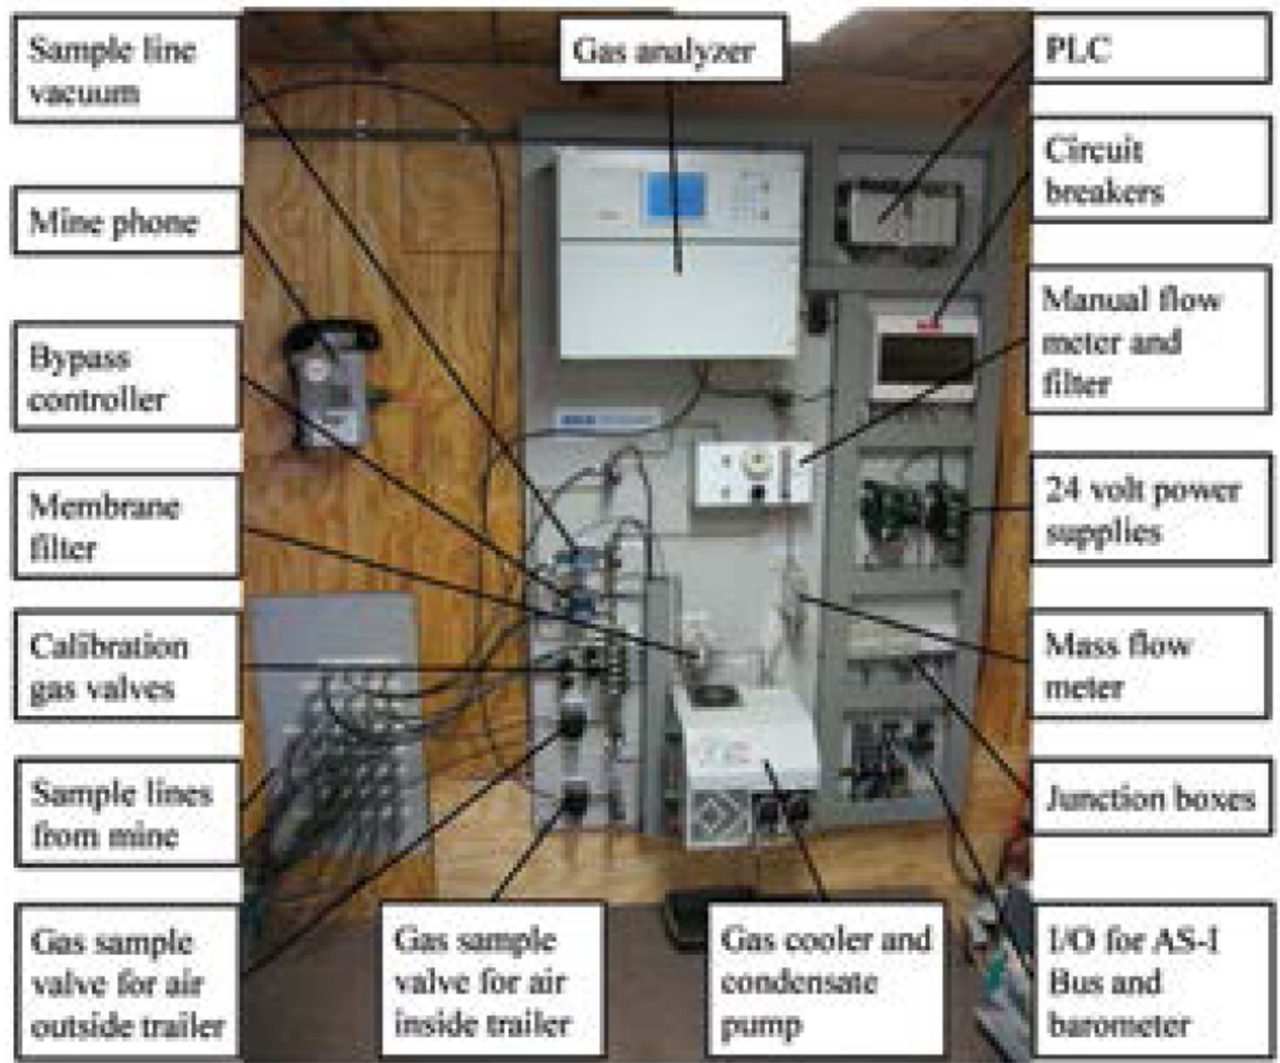 Sample line
vacuum
Gas analyzer
PLC
Circuit
breakers
Mine phone
Manual flow
meter and
filter
Bypass
controller
Membrane
filter
24 volt power
supplies
Calibration
gas valves
Mass flow
meter
Sample lines
from mine
Junction boxes
Gas sample
valve for air
outside trailer
Gas sample
valve for air
inside trailer
Gas cooler and
condensate
pump
I/O for AS-I
Bus and
barometer